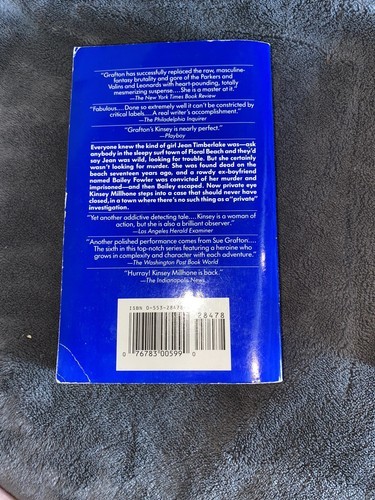 “Grafton has successfully replaced the raw, masculine-
fantasy brutality and gore of the Parkers and
Valins and Leonards with heart-pounding, totally
mesmerizing suspense....She is a master at it.”
—The New York Times Book Review
“Fabulous....Done so extremely well it can't be constricted by
critical labels....A real writer's accomplishment.”
—The Philadelphia Inquirer
“Grafton's Kinsey is nearly perfect.”
—Playboy
Everyone knew the kind of girl Jean Timberlake was—ask
anybody in the sleepy surf town of Floral Beach and they'd
say Jean was wild, looking for trouble. But she certainly
wasn't looking for murder. She was found dead on the
beach seventeen years ago, and a rowdy ex-boyfriend
named Bailey Fowler was convicted of her murder and
imprisoned—and then Bailey escaped. Now private eye
Kinsey Millhone steps into a case that should never have
closed, in a town where there's no such thing as a “private”
investigation.
“Yet another addictive detecting tale....Kinsey is a woman of
action, but she is also a brilliant observer.”
—Los Angeles Herald Examiner
“Another polished performance comes from Sue Grafton....
The sixth in this top-notch series featuring a heroine who
grows in complexity and character with each adventure.”
—The Washington Post Book World
“Hurray! Kinsey Millhone is back.”
—The Indianapolis News
ISBN 0-553-28478
28478
0 76783 00599 0